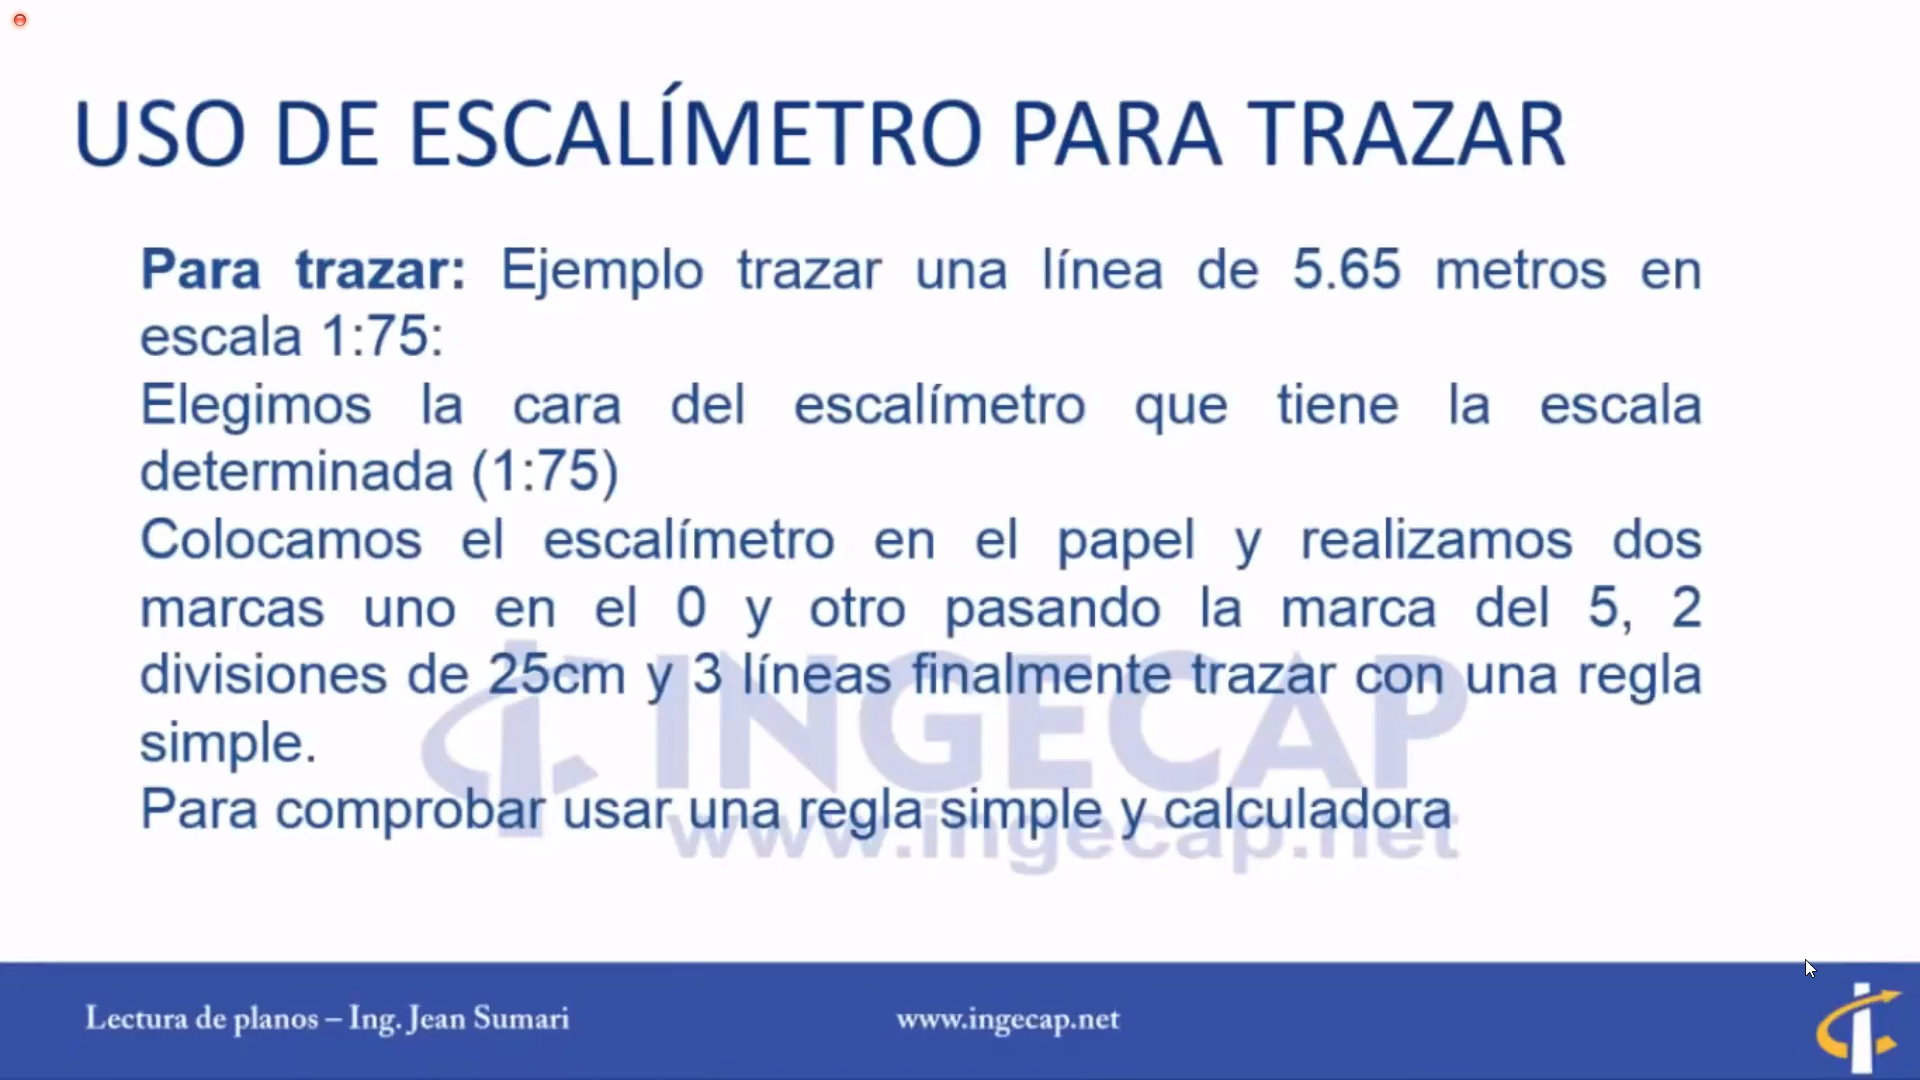 USO DE ESCALÍMETRO PARA TRAZAR
Para trazar: Ejemplo trazar una línea de 5.65 metros en
escala 1:75:
Elegimos la cara del escalímetro que tiene la escala
determinada (1:75)
Colocamos el escalímetro en el papel y realizamos dos
marcas uno en el 0 y otro pasando la marca del 5, 2
divisiones de 25cm y 3 líneas finalmente trazar con una regla
simple.
Para comprobar usar una regla simple y calculadora
INGECAP
www.ingecap.net
Lectura de planos – Ing. Jean Sumari
www.ingecap.net